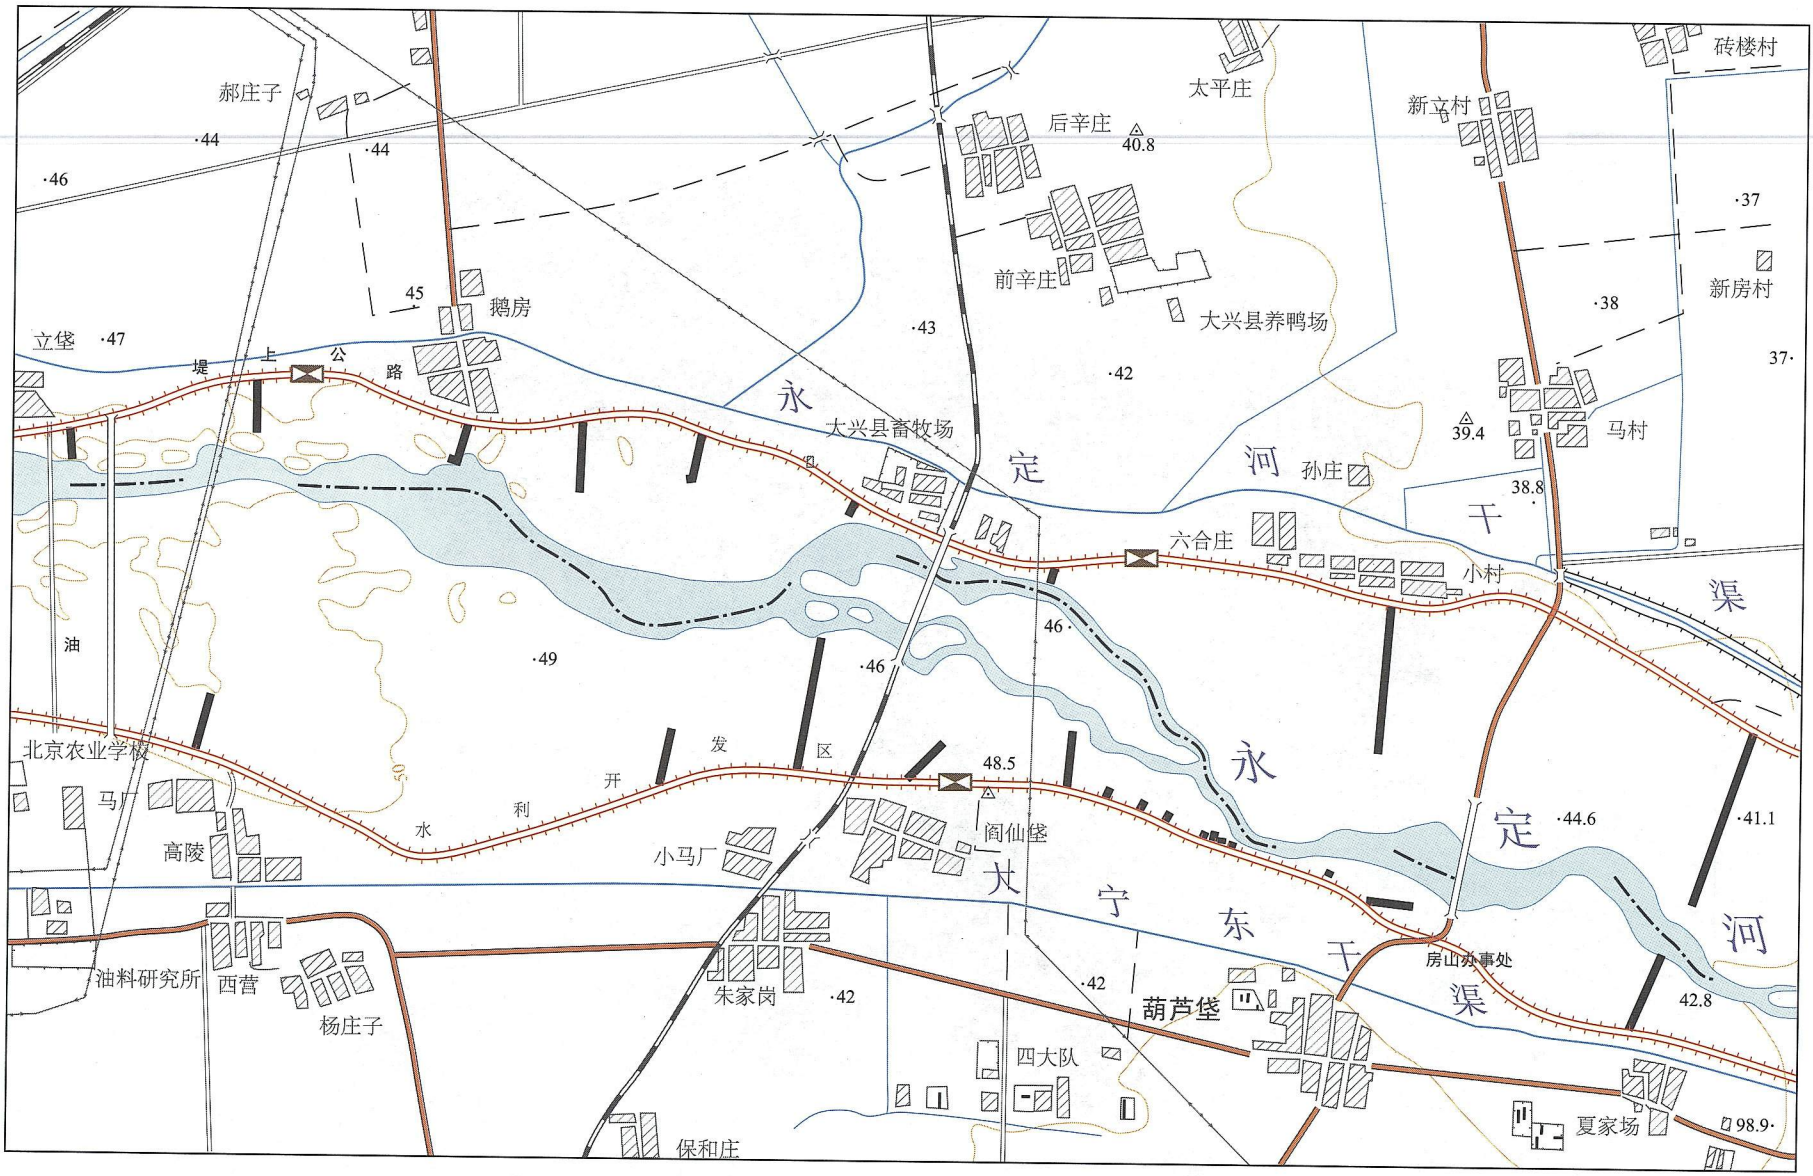 砖楼村
太平庄
郝庄子
新立村
后辛庄
40.8
44
44
46
37
前辛庄
新房村
45
鹅房
38
大兴县养鸭场
43
立垡
47
堤上公路
37
42
永定河干渠
大兴县畜牧场
39.4
马村
孙庄
38.8
六合庄
小村
油
46
49
46
北京农业学校
50
水利开发区
48.5
永定河
马厂
44.6
41.1
阎仙垡
高陵
小马厂
大宁东干渠
房山办事处
油料研究所
西营
朱家岗
42
42
42.8
葫芦垡
杨庄子
四大队
夏家场
98.9
保和庄